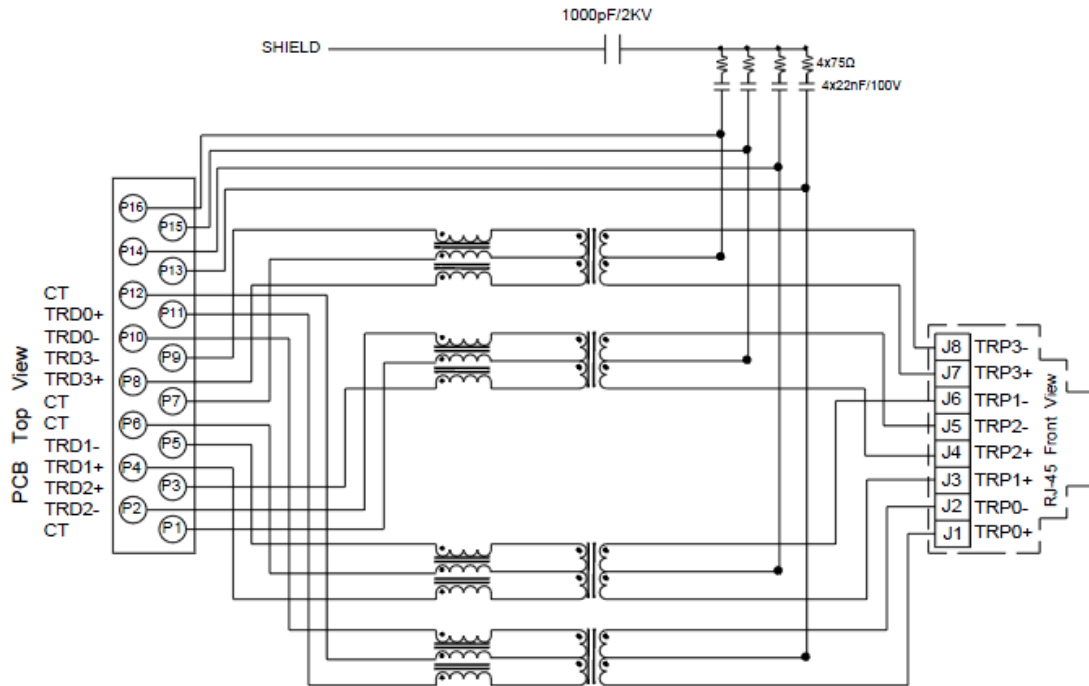 1000pF/2KV
SHIELD
4x75Ω
4x22nF/100V
P16
P15
P14
P13
CT
P12
TRD0+
P11
TRD0-
P10
TRD3-
P9
TRD3+
P8
CT
P7
CT
P6
TRD1-
P5
TRD1+
P4
TRD2+
P3
TRD2-
P2
CT
P1
PCB Top View
J8 TRP3-
J7 TRP3+
J6 TRP1-
J5 TRP2-
J4 TRP2+
J3 TRP1+
J2 TRP0-
J1 TRP0+
RJ-45 Front View